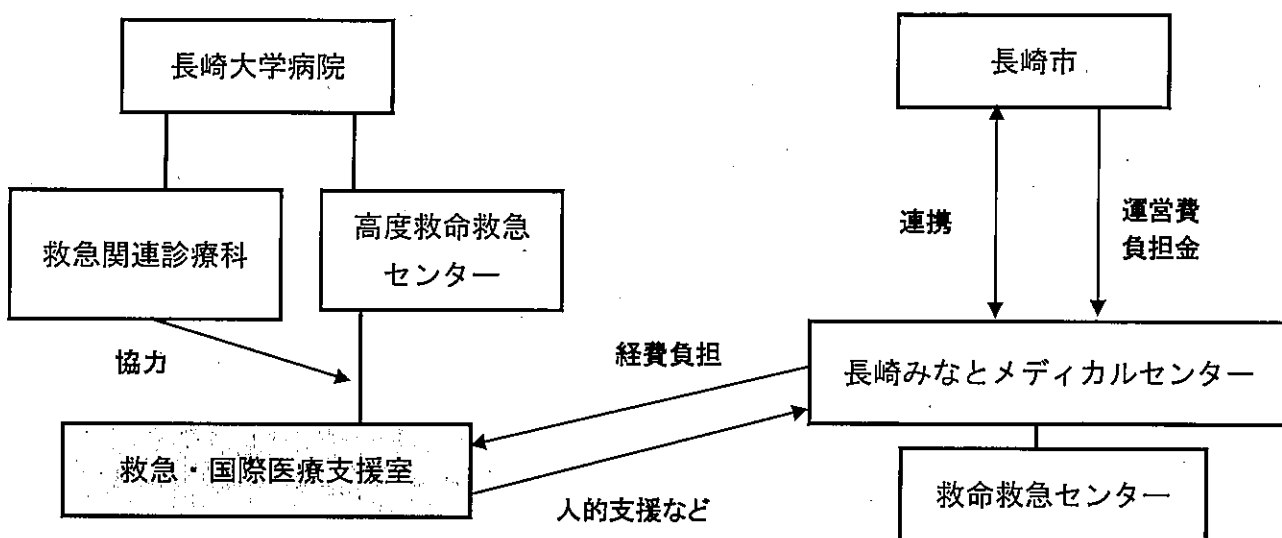 長崎大学病院
長崎市
救急関連診療科
高度救命救急
センター
連携
運営費
負担金
協力
経費負担
長崎みなとメディカルセンター
救急・国際医療支援室
人的支援など
救命救急センター